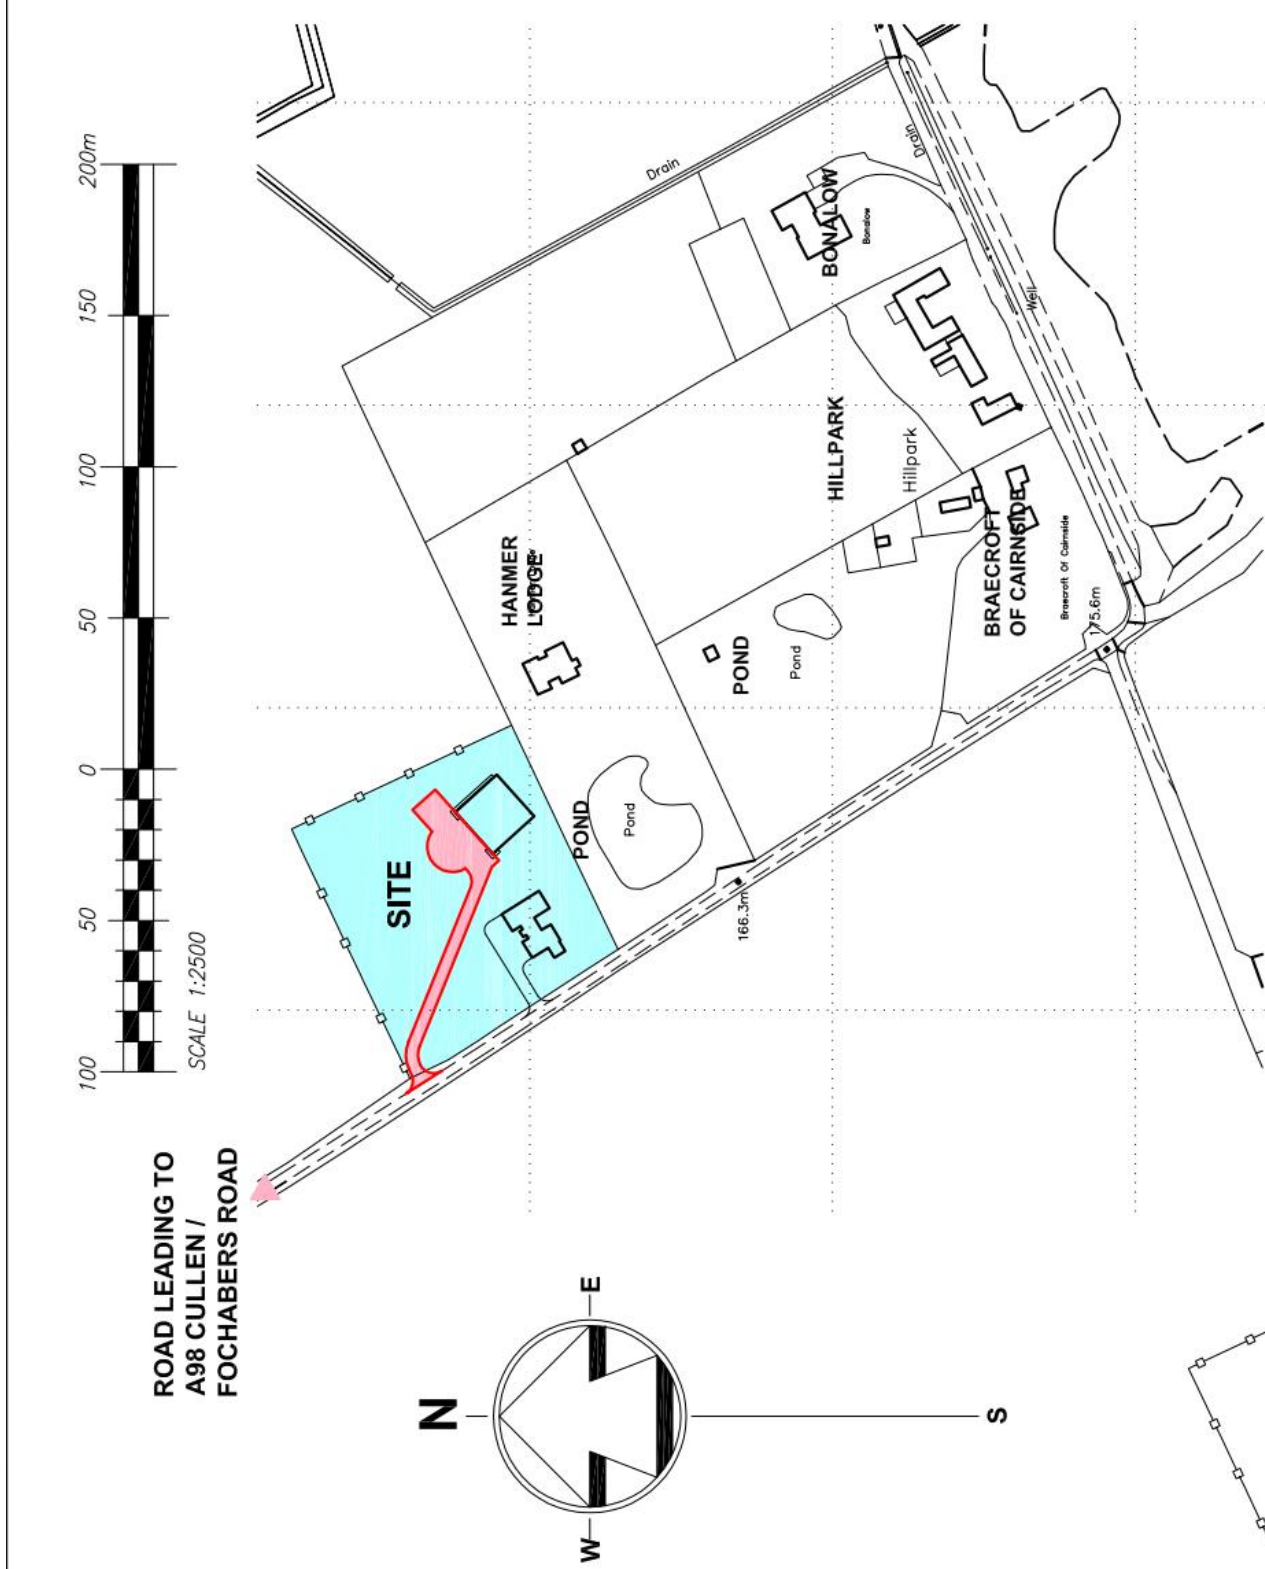 200m
150
100
50
0
50
100
SCALE 1:2500
ROAD LEADING TO
A98 CULLEN /
FOCHABERS ROAD
SITE
HANMER
LODGE
POND
Pond
166.3m
POND
Pond
HILLPARK
Hillpark
BONALOW
Bonalow
Drain
Drain
Well
BRAECROFT
OF CAIRNSIDE
Braecroft Of Cairnside
175.6m
N
E
S
W